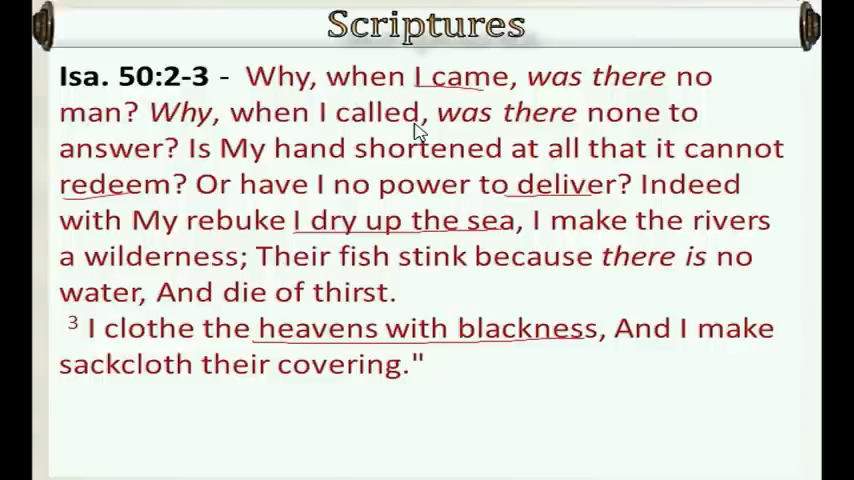 Scriptures
Isa. 50:2-3 - Why, when I came, was there no
man? Why, when I called, was there none to
answer? Is My hand shortened at all that it cannot
redeem? Or have I no power to deliver? Indeed
with My rebuke I dry up the sea, I make the rivers
a wilderness; Their fish stink because there is no
water, And die of thirst.
3 I clothe the heavens with blackness, And I make
sackcloth their covering."